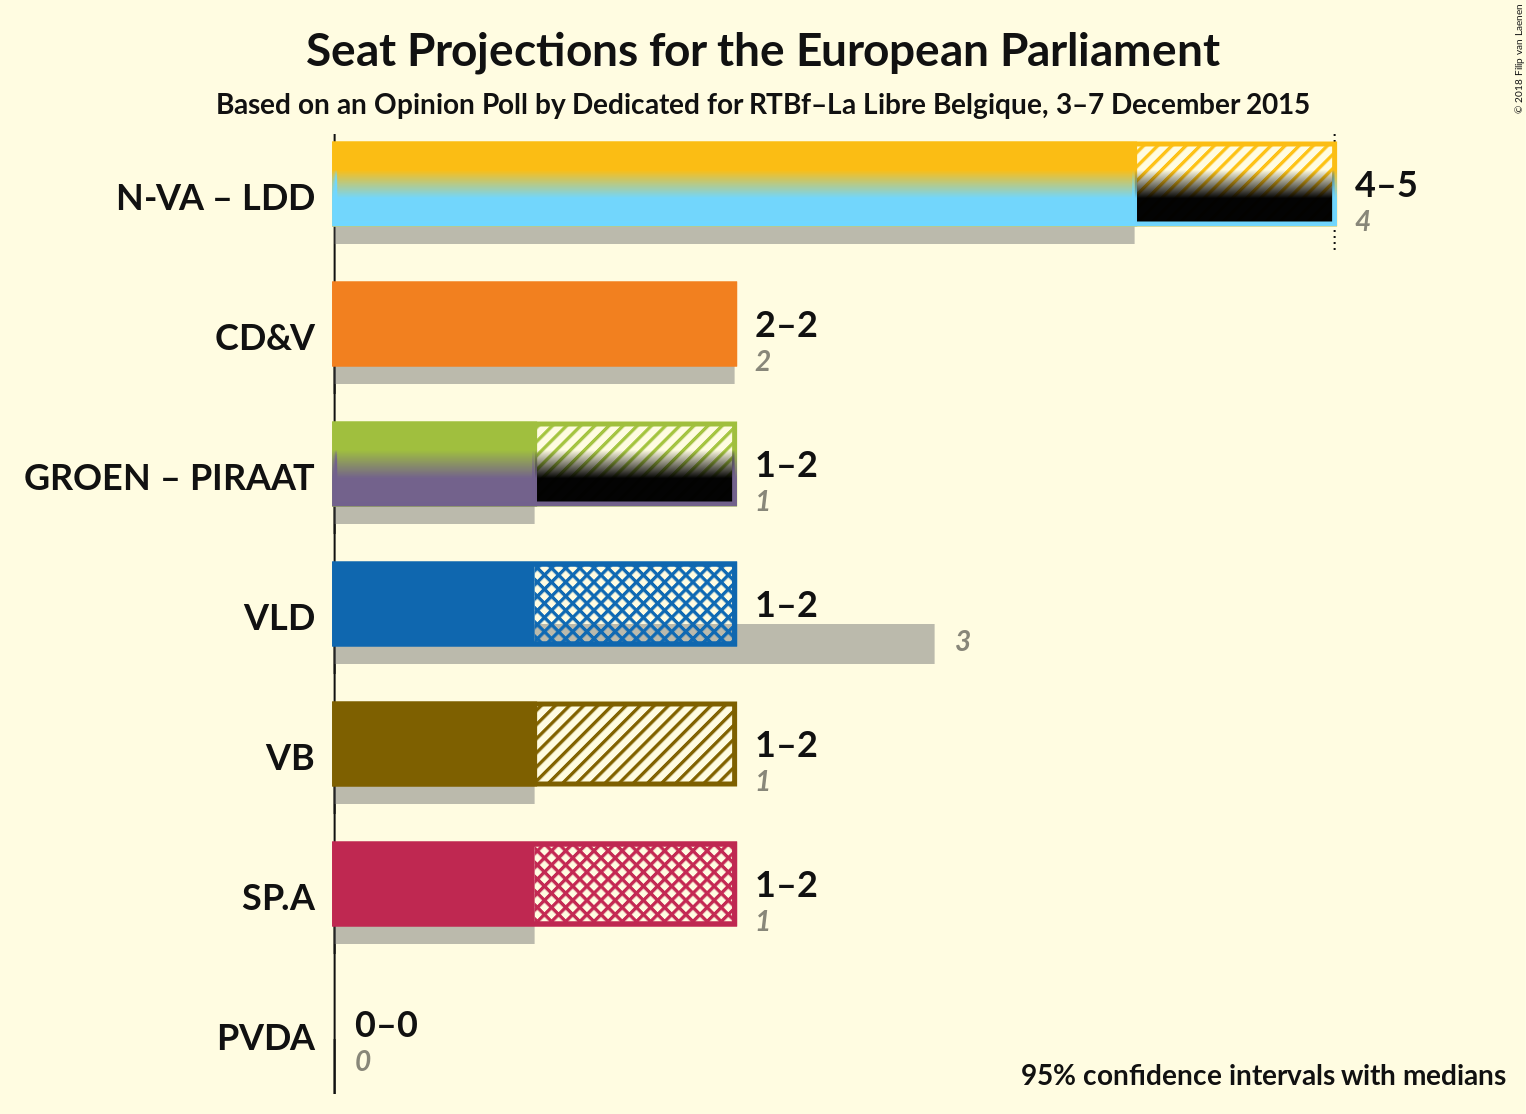 Seat Projections for the European Parliament
Based on an Opinion Poll by Dedicated for RTBf–La Libre Belgique, 3–7 December 2015
© 2018 Filip van Laenen
N-VA – LDD
4–5
4
CD&V
2–2
2
GROEN – PIRAAT
1–2
1
VLD
1–2
3
VB
1–2
1
SP.A
1–2
1
PVDA
0–0
0
95% confidence intervals with medians